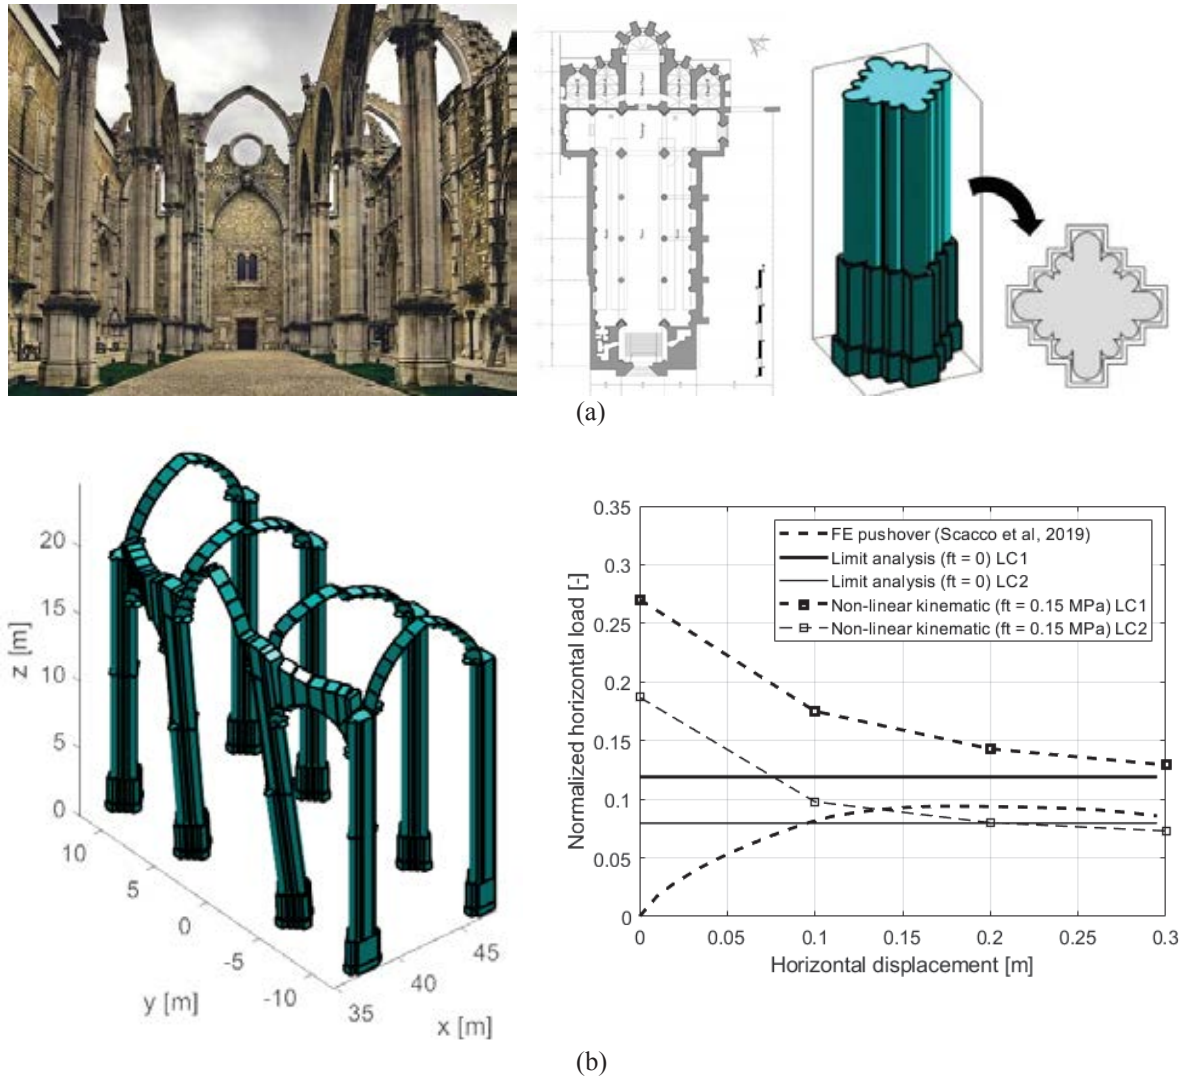 (a)
z [m]
20
15
10
5
0
10
5
0
-5
-10
y [m]
35
40
45
x [m]
Normalized horizontal load [-]
0.35
0.3
0.25
0.2
0.15
0.1
0.05
0
FE pushover (Scacco et al, 2019)
Limit analysis (ft = 0) LC1
Limit analysis (ft = 0) LC2
Non-linear kinematic (ft = 0.15 MPa) LC1
Non-linear kinematic (ft = 0.15 MPa) LC2
0
0.05
0.1
0.15
0.2
0.25
0.3
Horizontal displacement [m]
(b)